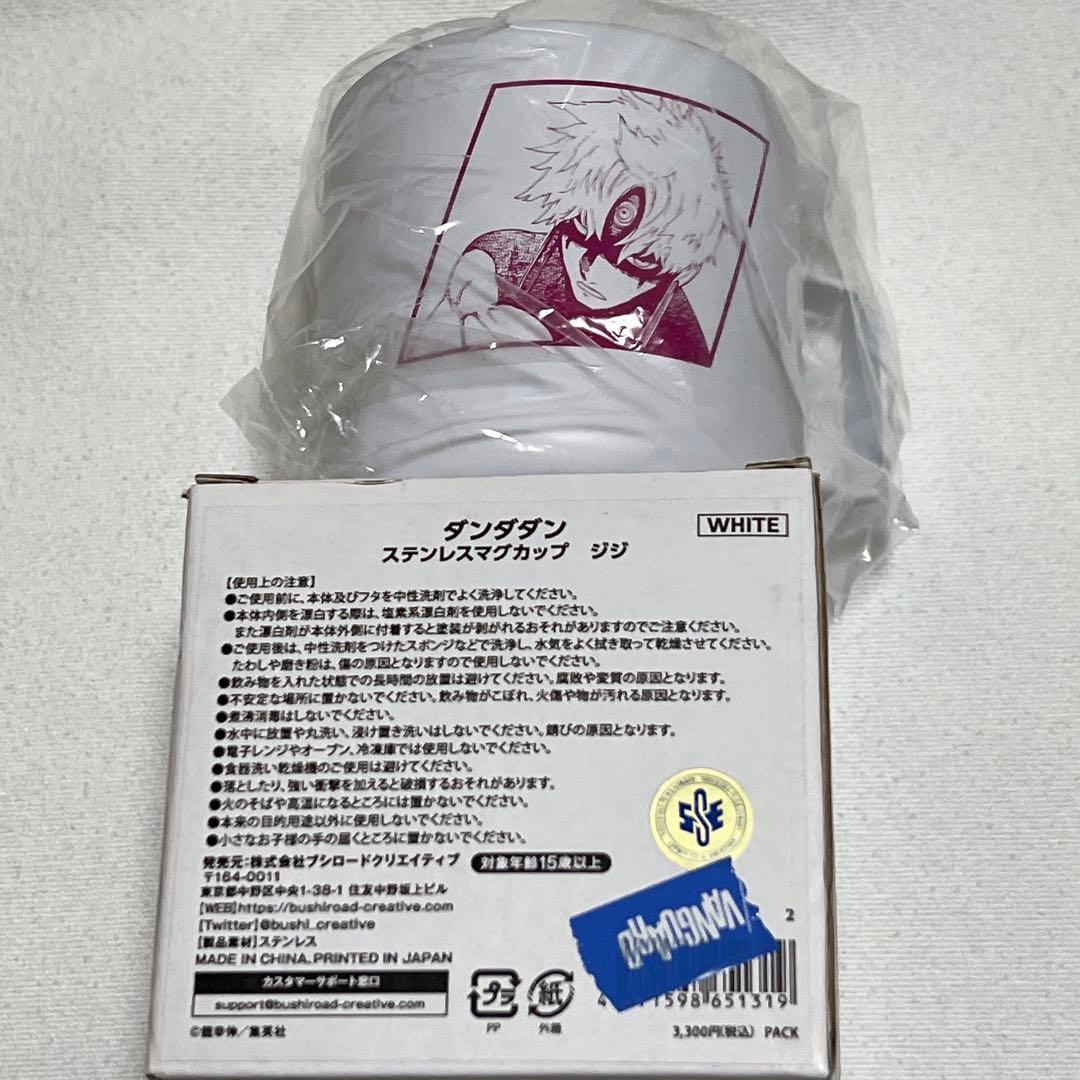 ダンダダン
WHITE
ステンレスマグカップ ジジ
【使用上の注意】
●ご使用前に、本体及びフタを中性洗剤でよく洗浄してください。
●本体内側を漂白する際は、塩素系漂白剤を使用しないでください。
また漂白剤が本体外側に付着すると塗装が剥がれるおそれがありますのでご注意ください。
●ご使用後は、中性洗剤をつけたスポンジなどで洗浄し、水気をよく拭き取って乾燥させてください。
たわしや磨き粉は、傷の原因となりますので使用しないでください。
●飲み物を入れた状態での長時間の放置は避けてください。腐敗や変質の原因となります。
●不安定な場所に置かないでください。飲み物がこぼれ、火傷や物が汚れる原因となります。
●煮沸消毒はしないでください。
●水中に放置や丸洗い、浸け置き洗いはしないでください。錆びの原因となります。
●電子レンジやオーブン、冷凍庫では使用しないでください。
●食器洗い乾燥機のご使用は避けてください。
●落としたり、強い衝撃を加えると破損するおそれがあります。
●火のそばや高温になるところには置かないでください。
●本来の目的用途以外に使用しないでください。
●小さなお子様の手の届くところに置かないでください。
発売元:株式会社ブシロードクリエイティブ
対象年齢15歳以上
〒164-0011
東京都中野区中央1-38-1 住友中野坂上ビル
【WEB】https://bushiroad-creative.com
【Twitter】@bushi_creative
【製品素材】ステンレス
MADE IN CHINA, PRINTED IN JAPAN
カスタマーサポート窓口
support@bushiroad-creative.com
©龍幸伸/集英社
プラ
PP
紙
外箱
SSE
VANGUARD
2
598 651319
3,300円(税込) PACK